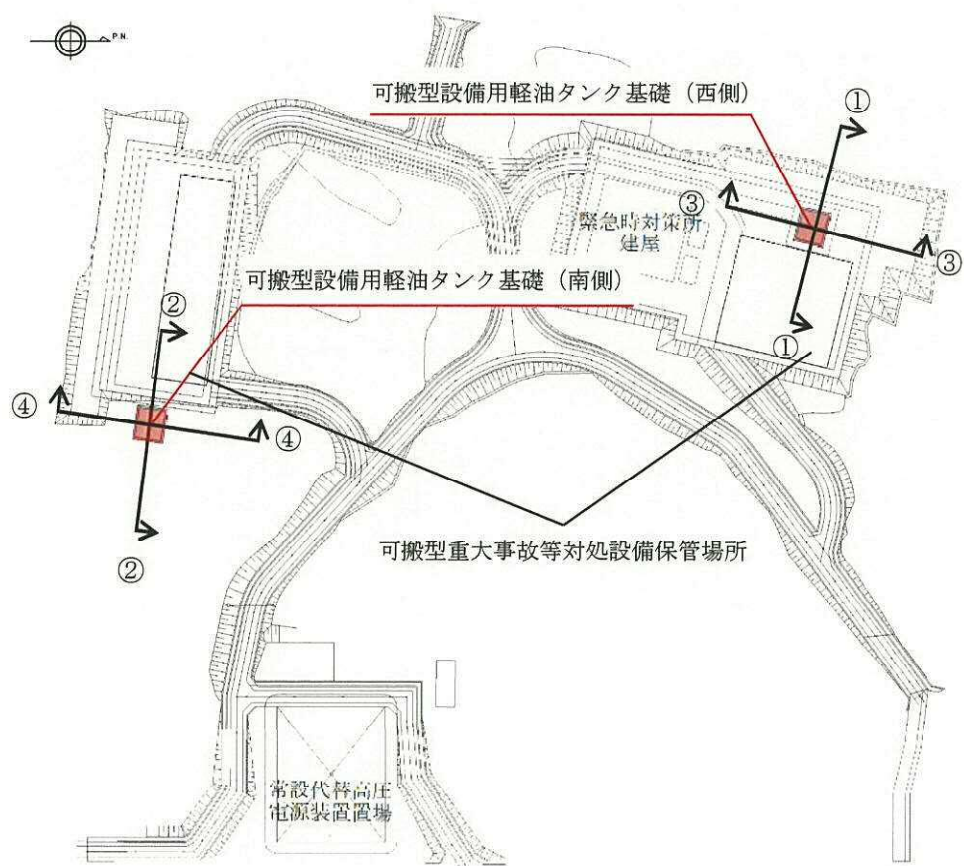 P.N.
可搬型設備用軽油タンク基礎（西側）
①
③
緊急時対策所
建屋
③
可搬型設備用軽油タンク基礎（南側）
②
①
④
④
可搬型重大事故等対処設備保管場所
②
常設代替高圧
電源装置置場